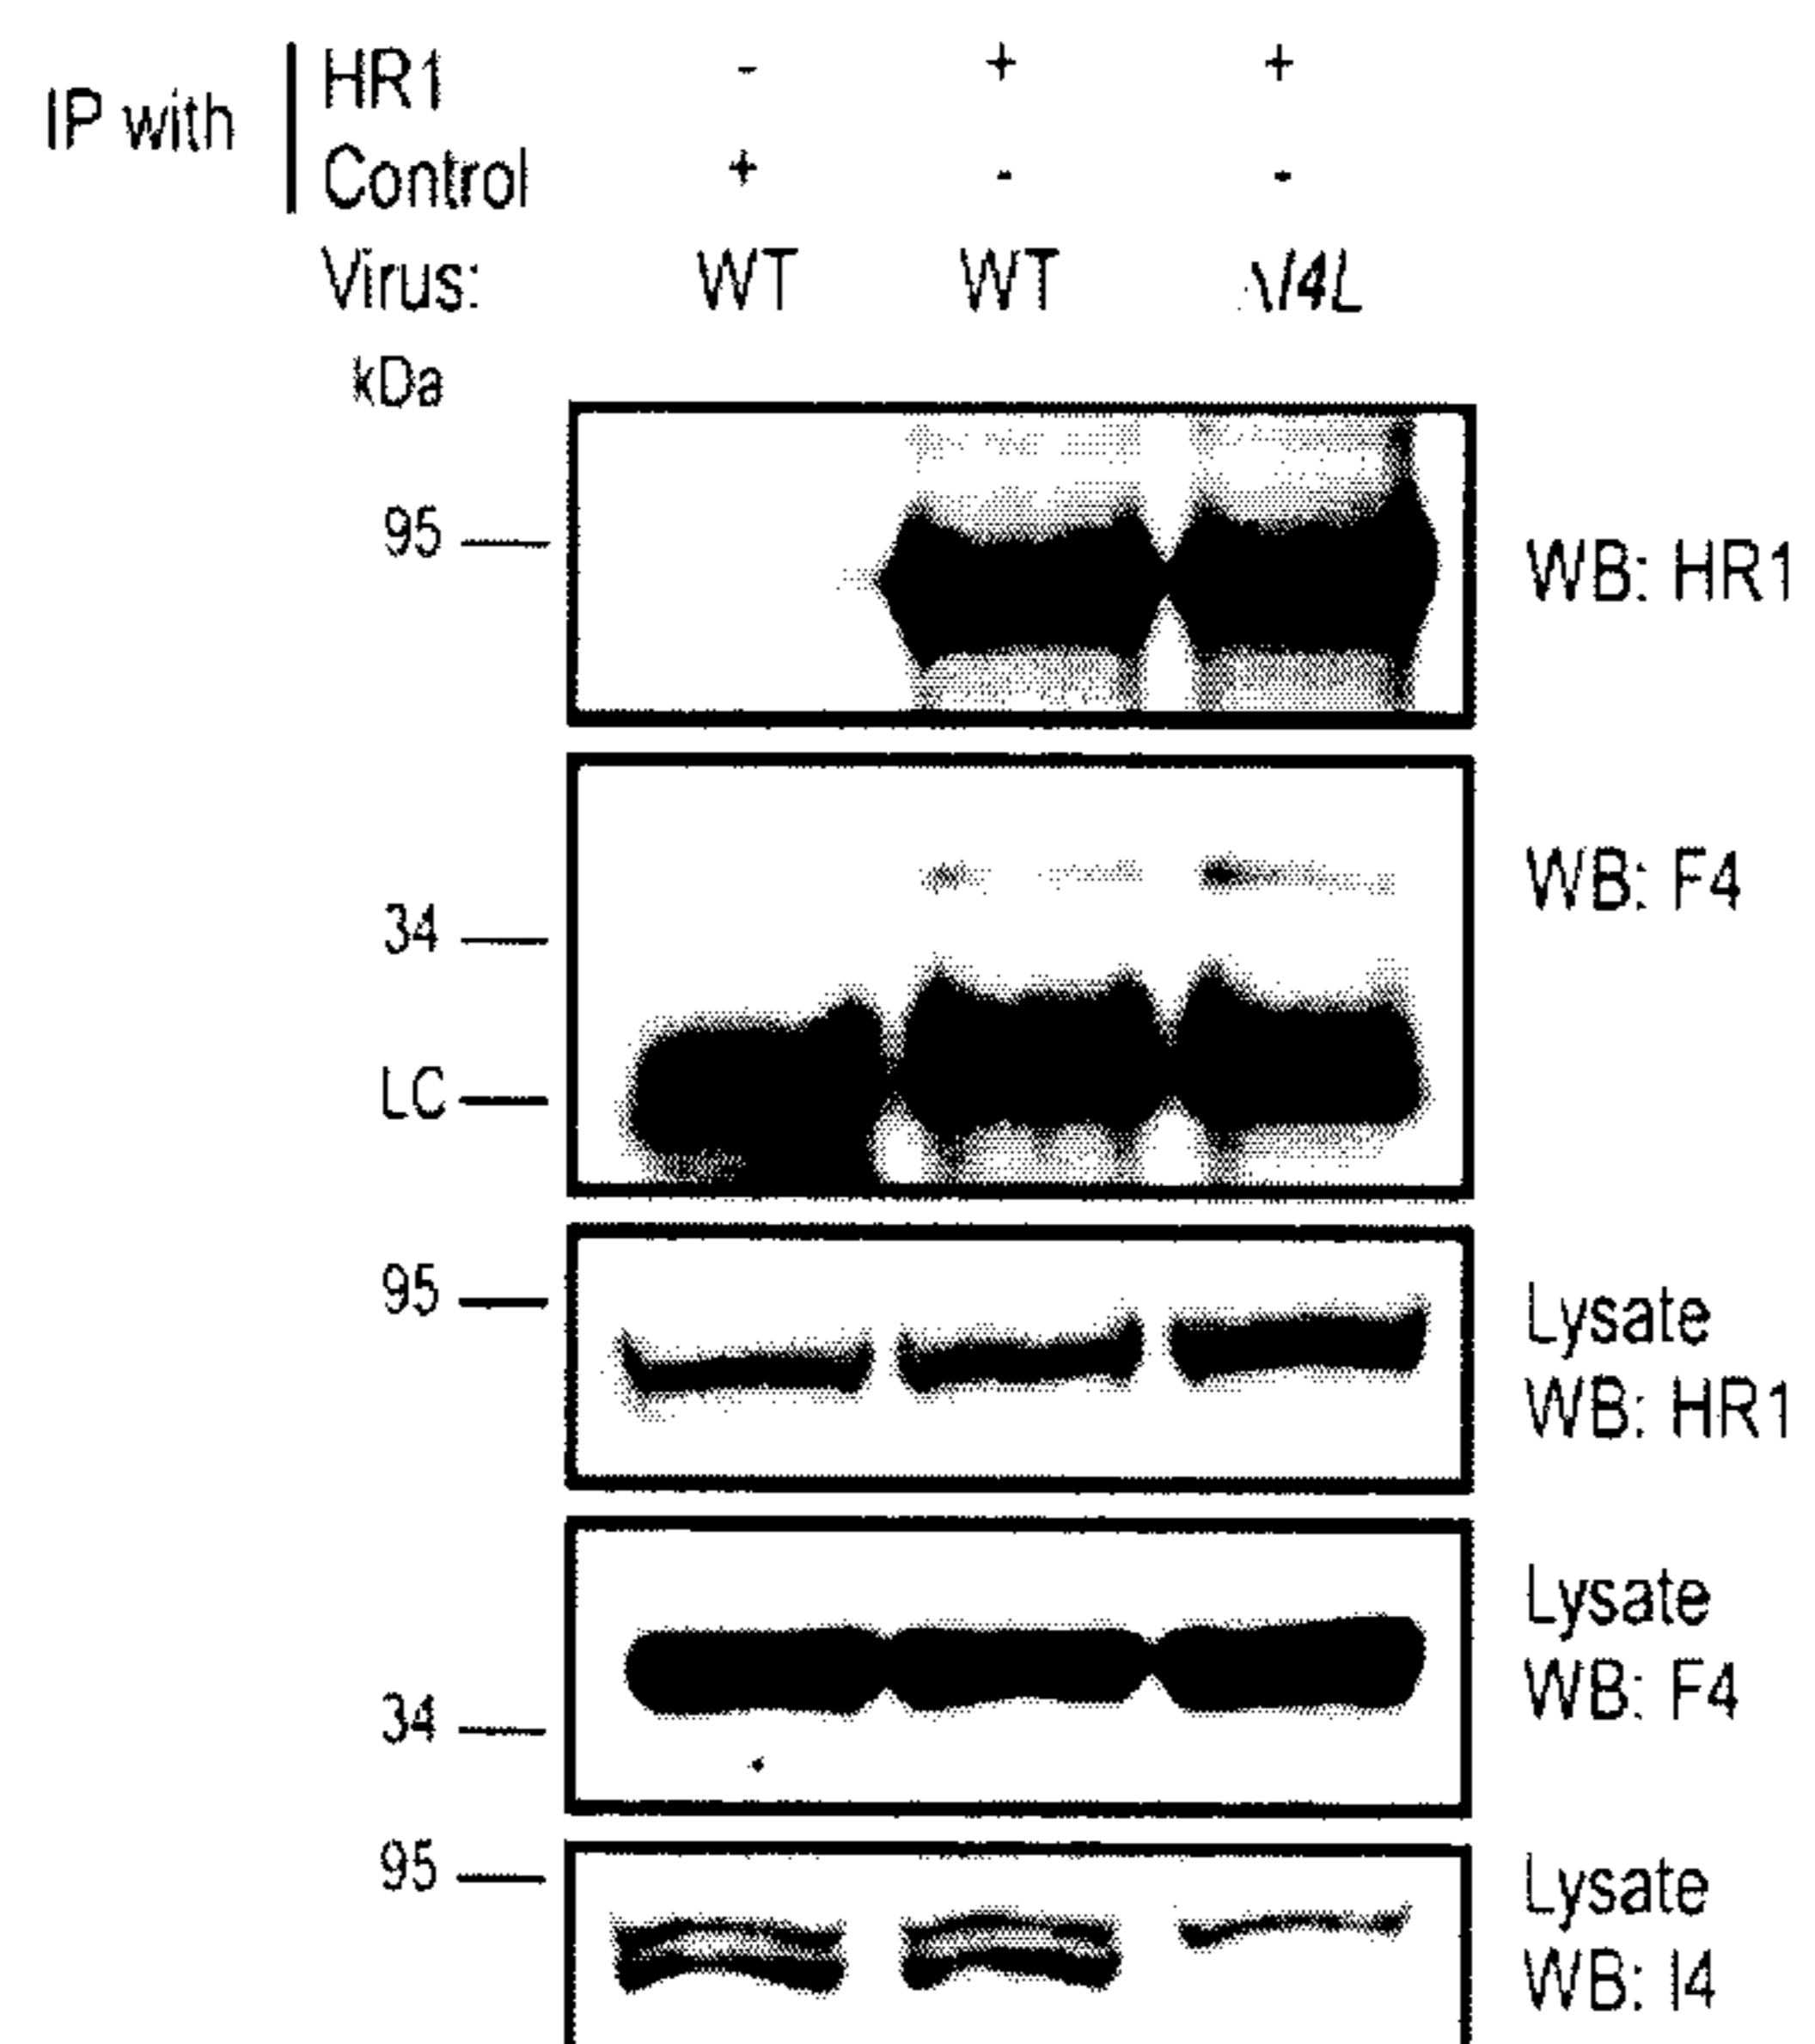 IP with HR1 - + +
Control + - -
Virus: WT WT ΔI4L
kDa
95
WB: HR1
WB: F4
34
LC
95
Lysate
WB: HR1
Lysate
WB: F4
34
95
Lysate
WB: I4